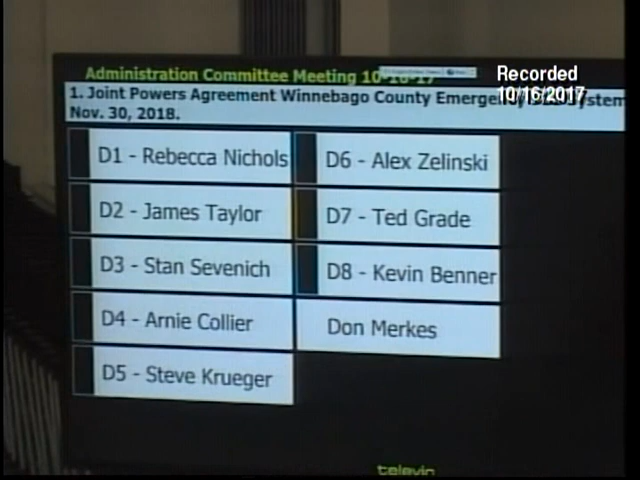 Administration Committee Meeting 10-16-17
Recorded
10/16/2017
1. Joint Powers Agreement Winnebago County
Nov. 30, 2018.
D1 - Rebecca Nichols
D2 - James Taylor
D3 - Stan Sevenich
D4 - Arnie Collier
D5 - Steve Krueger
D6 - Alex Zelinski
D7 - Ted Grade
D8 - Kevin Benner
Don Merkes